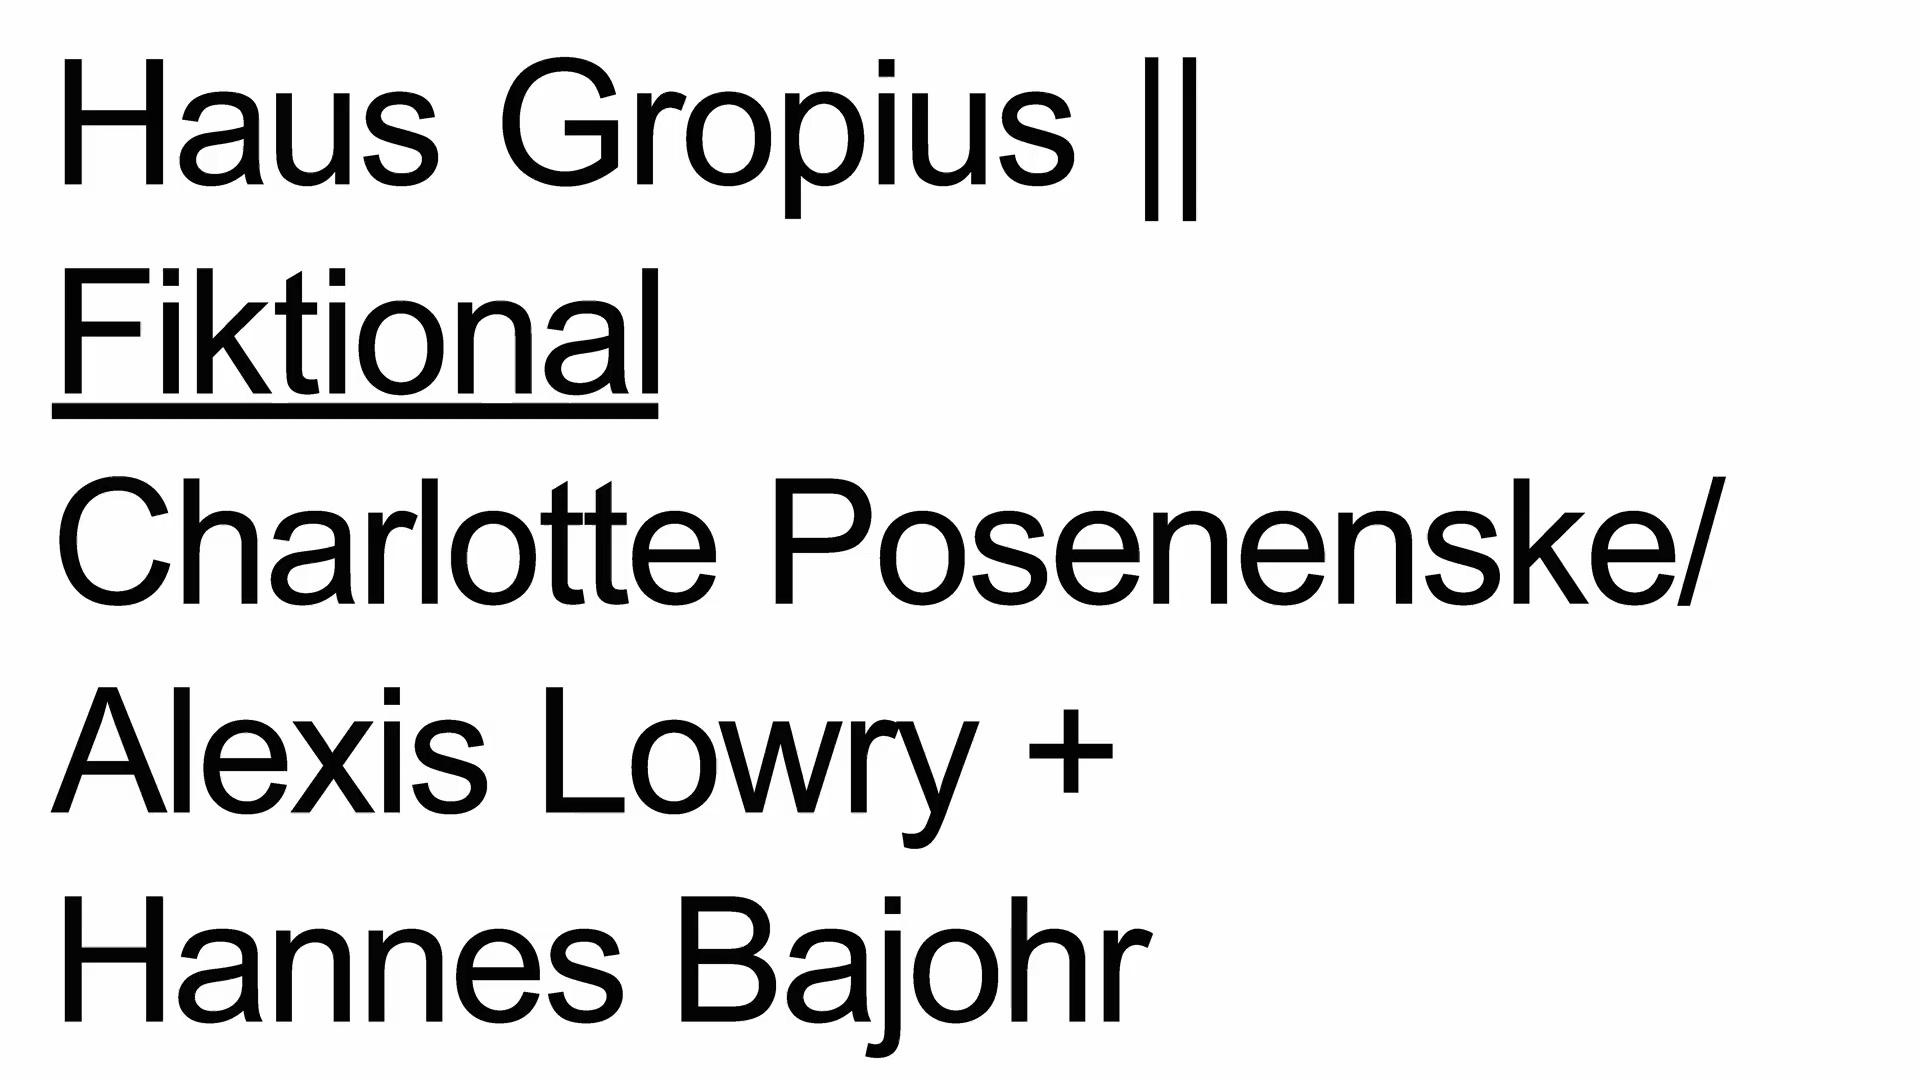 Haus Gropius ||
Fiktional
Charlotte Posenenske/
Alexis Lowry +
Hannes Bajohr